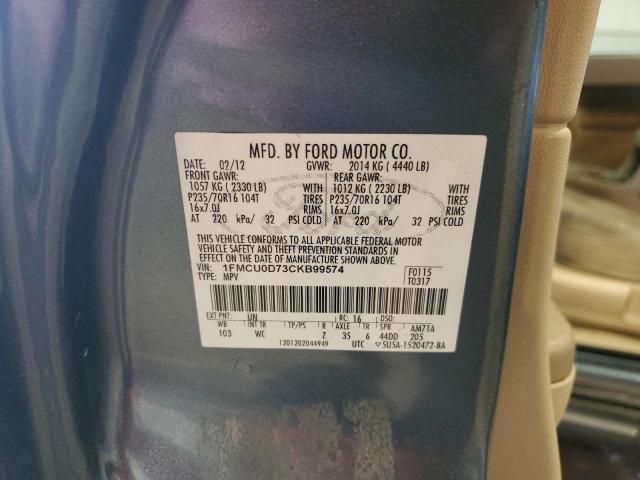 MFD. BY FORD MOTOR CO.
DATE: 02/12 GVWR: 2014 KG ( 4440 LB)
FRONT GAWR: REAR GAWR:
1057 KG ( 2330 LB) WITH 1012 KG ( 2230 LB) WITH
P235/70R16 104T TIRES P235/70R16 104T TIRES
16x7.0J RIMS 16x7.0J RIMS
AT 220 kPa/ 32 PSI COLD AT 220 kPa/ 32 PSI COLD
THIS VEHICLE CONFORMS TO ALL APPLICABLE FEDERAL MOTOR
VEHICLE SAFETY AND THEFT PREVENTION STANDARDS IN
EFFECT ON THE DATE OF MANUFACTURE SHOWN ABOVE.
VIN: 1FMCU0D73CKB99574 F0115
TYPE: MPV T0317
EXT PNT: UN RC: 16 DSO:
WB INT TR TP/PS R AXLE TR SPR AM71A
103 WC Z 35 6 44DD 205
1201202044949 UTC 5U5A-1520472-BA